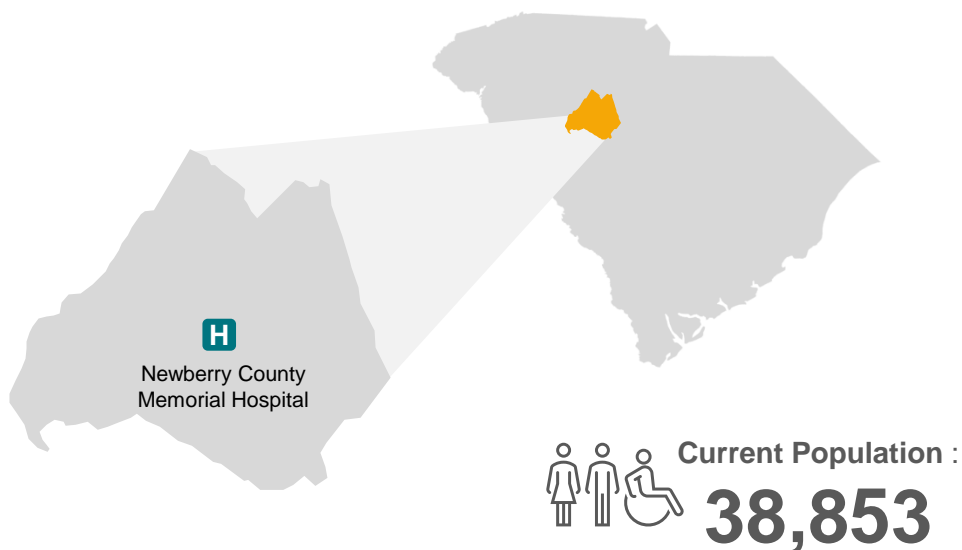 H
Newberry County
Memorial Hospital
Current Population :
38,853